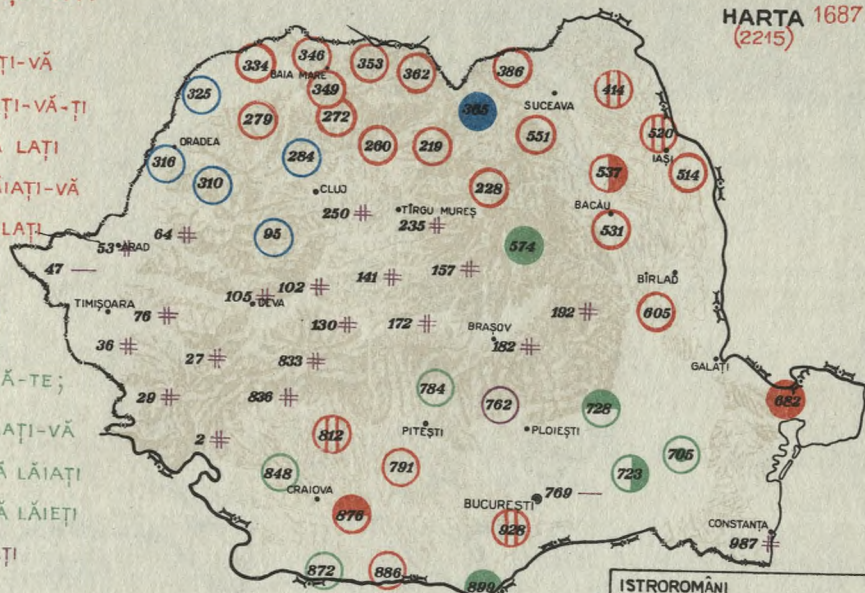 HARTA 1687
(2215)
ȚI-VĂ
ȚI-VĂ-ȚI
LAȚI
IAȚI-VĂ
LAȚI
Ă-TE;
AȚI-VĂ
Ă LĂIAȚI
Ă LĂIEȚI
ȚI
334
346
353
362
386
BAIA MARE
349
325
272
279
365
SUCEAVA
414
551
520
IAȘI
514
ORADEA
316
284
260
219
310
CLUJ
228
537
BACĂU
531
250
TÎRGU MUREȘ
235
64
95
574
53
ARAD
47
141
157
BÎRLAD
105
DEVA
102
605
TIMIȘOARA
76
130
172
192
BRAȘOV
182
36
27
833
GALAȚI
29
836
784
762
728
682
2
812
PITEȘTI
PLOIEȘTI
848
791
723
705
CRAIOVA
876
BUCUREȘTI
769
928
CONSTANȚA
987
872
886
899
ISTROROMÂNI